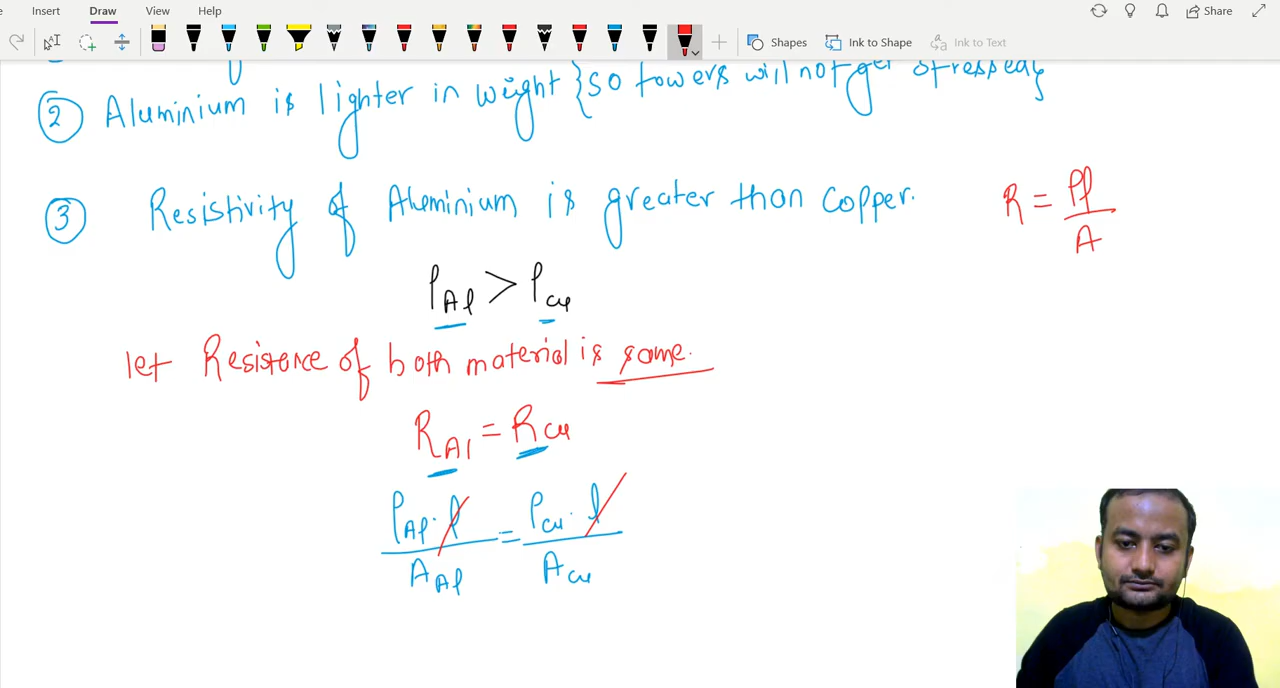 Insert Draw View Help Share
Shapes Ink to Shape Ink to Text
② Aluminium is lighter in weight } so towers will not get stressed }
③ Resistivity of Aluminium is greater than copper.
R = ρl / A
ρAl > ρcu
let Resistence of both material is same.
RAl = Rcu
ρAl · l / AAl = ρcu · l / Acu